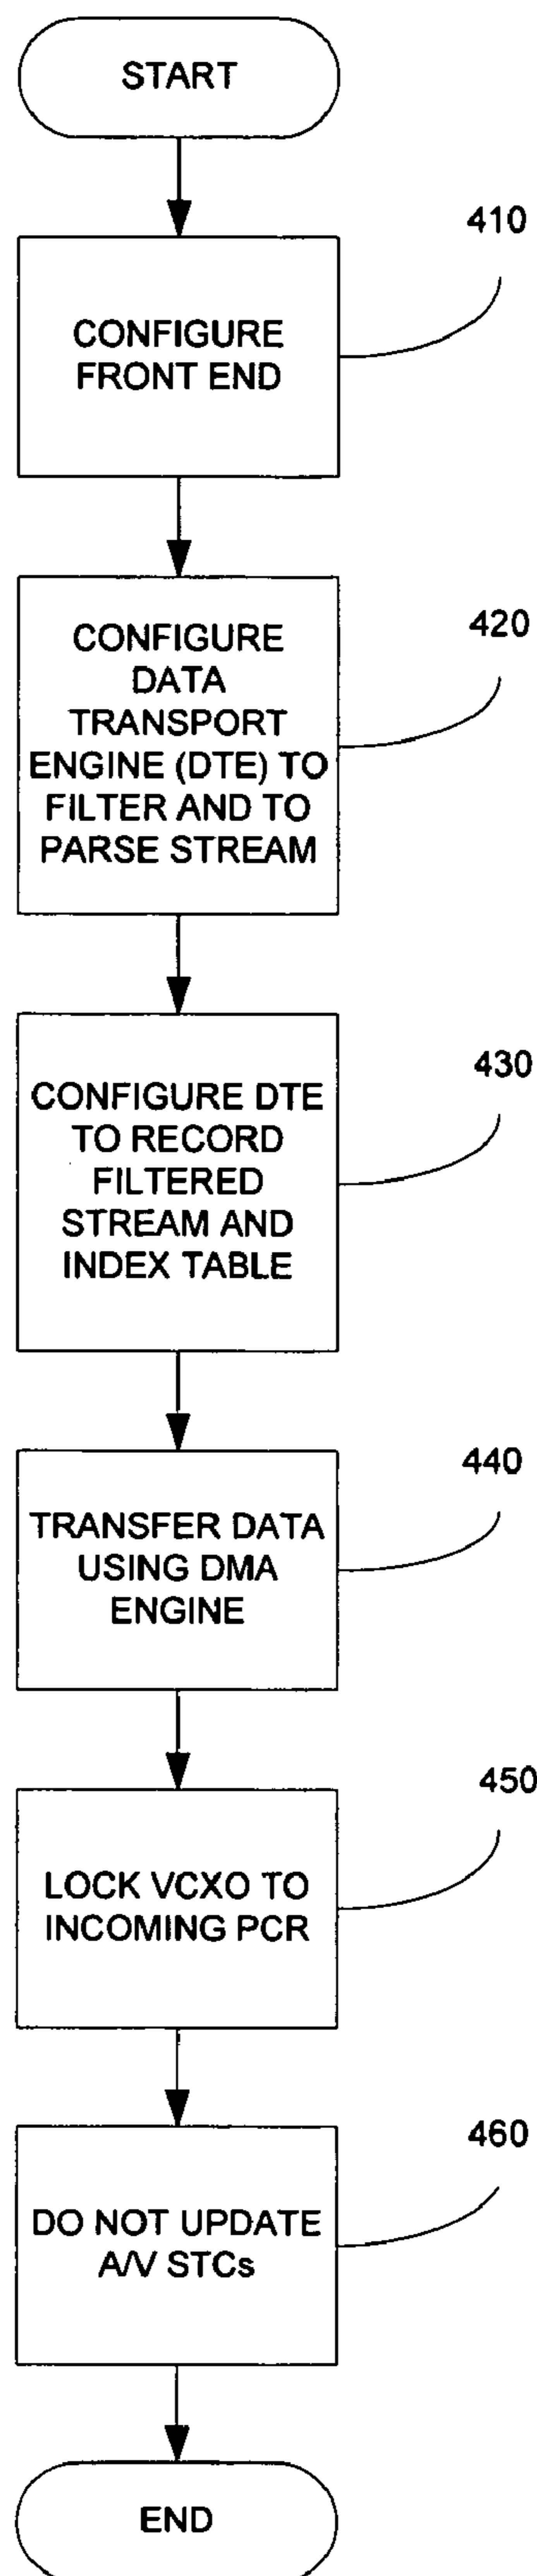 START
410
CONFIGURE
FRONT END
420
CONFIGURE
DATA
TRANSPORT
ENGINE (DTE) TO
FILTER AND TO
PARSE STREAM
430
CONFIGURE DTE
TO RECORD
FILTERED
STREAM AND
INDEX TABLE
440
TRANSFER DATA
USING DMA
ENGINE
450
LOCK VCXO TO
INCOMING PCR
460
DO NOT UPDATE
A/V STCs
END